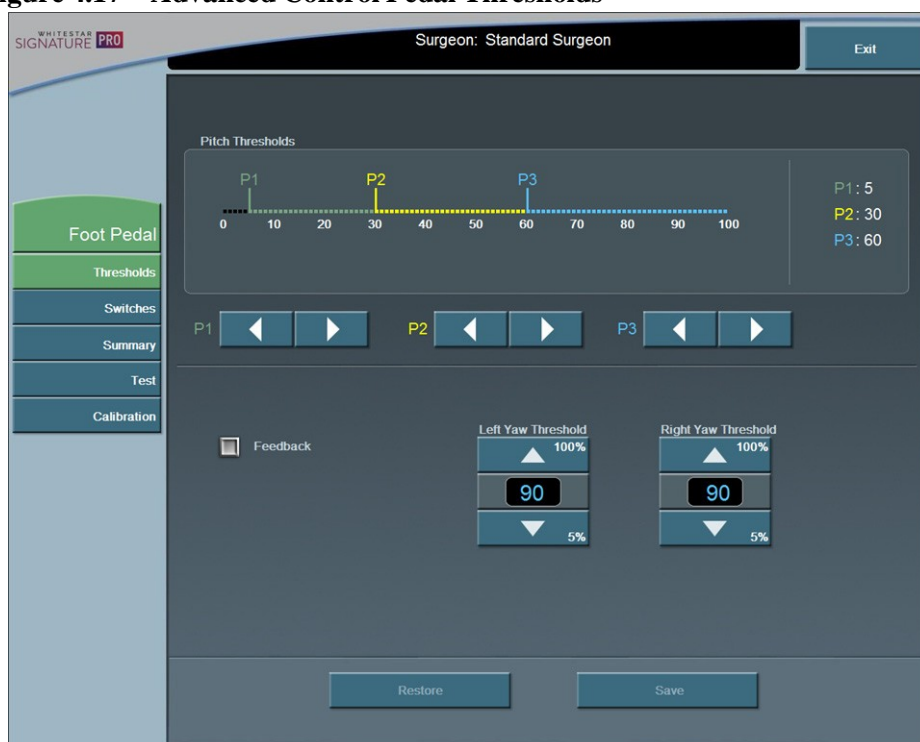 Figure 4.17 Advanced Control Pedal Thresholds
WHITESTAR
SIGNATURE PRO
Surgeon: Standard Surgeon
Exit
Pitch Thresholds
P1 P2 P3
0 10 20 30 40 50 60 70 80 90 100
P1: 5
P2: 30
P3: 60
Foot Pedal
Thresholds
Switches
Summary
Test
Calibration
P1 P2 P3
Feedback
Left Yaw Threshold
100%
90
5%
Right Yaw Threshold
100%
90
5%
Restore
Save